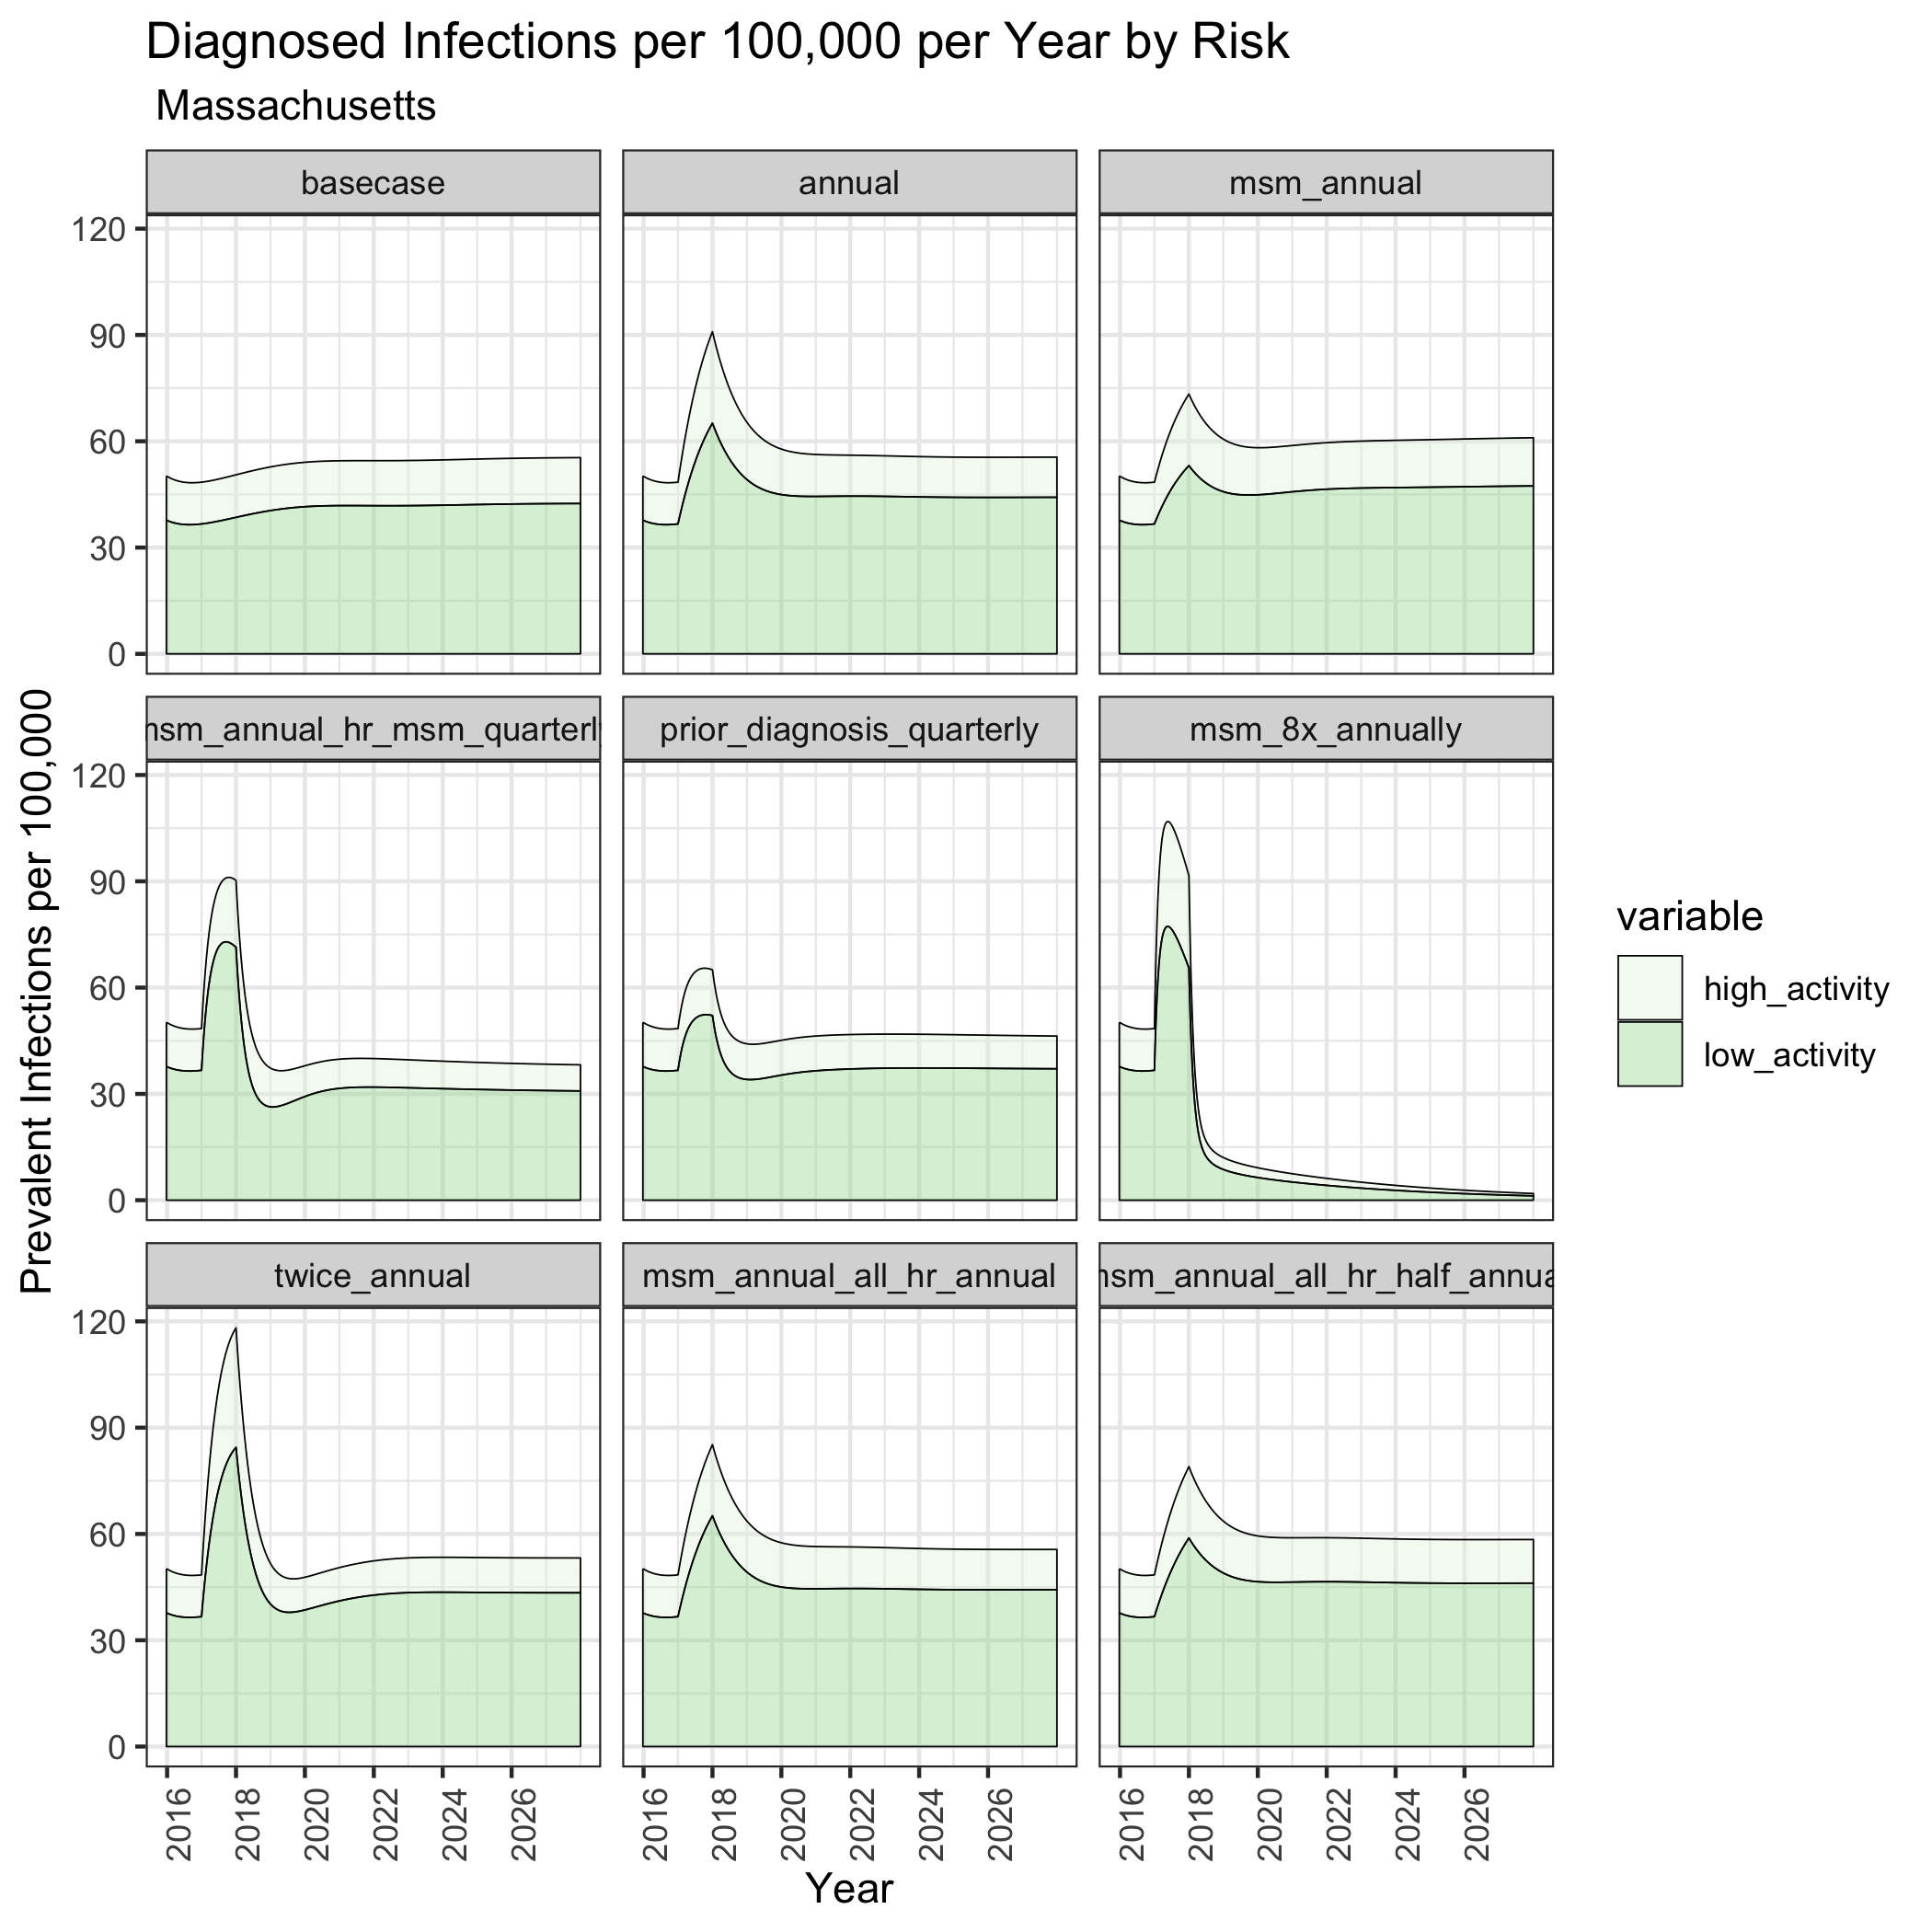 Diagnosed Infections per 100,000 per Year by Risk
Massachusetts
basecase
annual
msm_annual
120
90
60
30
0
msm_annual_hr_msm_quarterly
prior_diagnosis_quarterly
msm_8x_annually
120
90
60
30
0
twice_annual
msm_annual_all_hr_annual
msm_annual_all_hr_half_annual
120
90
60
30
0
2016 2018 2020 2022 2024 2026
2016 2018 2020 2022 2024 2026
2016 2018 2020 2022 2024 2026
Year
Prevalent Infections per 100,000
variable
high_activity
low_activity